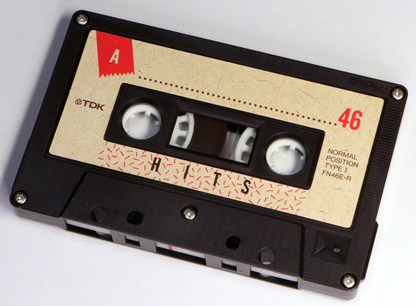 A
46
TDK
NORMAL
POSITION
TYPE I
FN46E-R
HITS